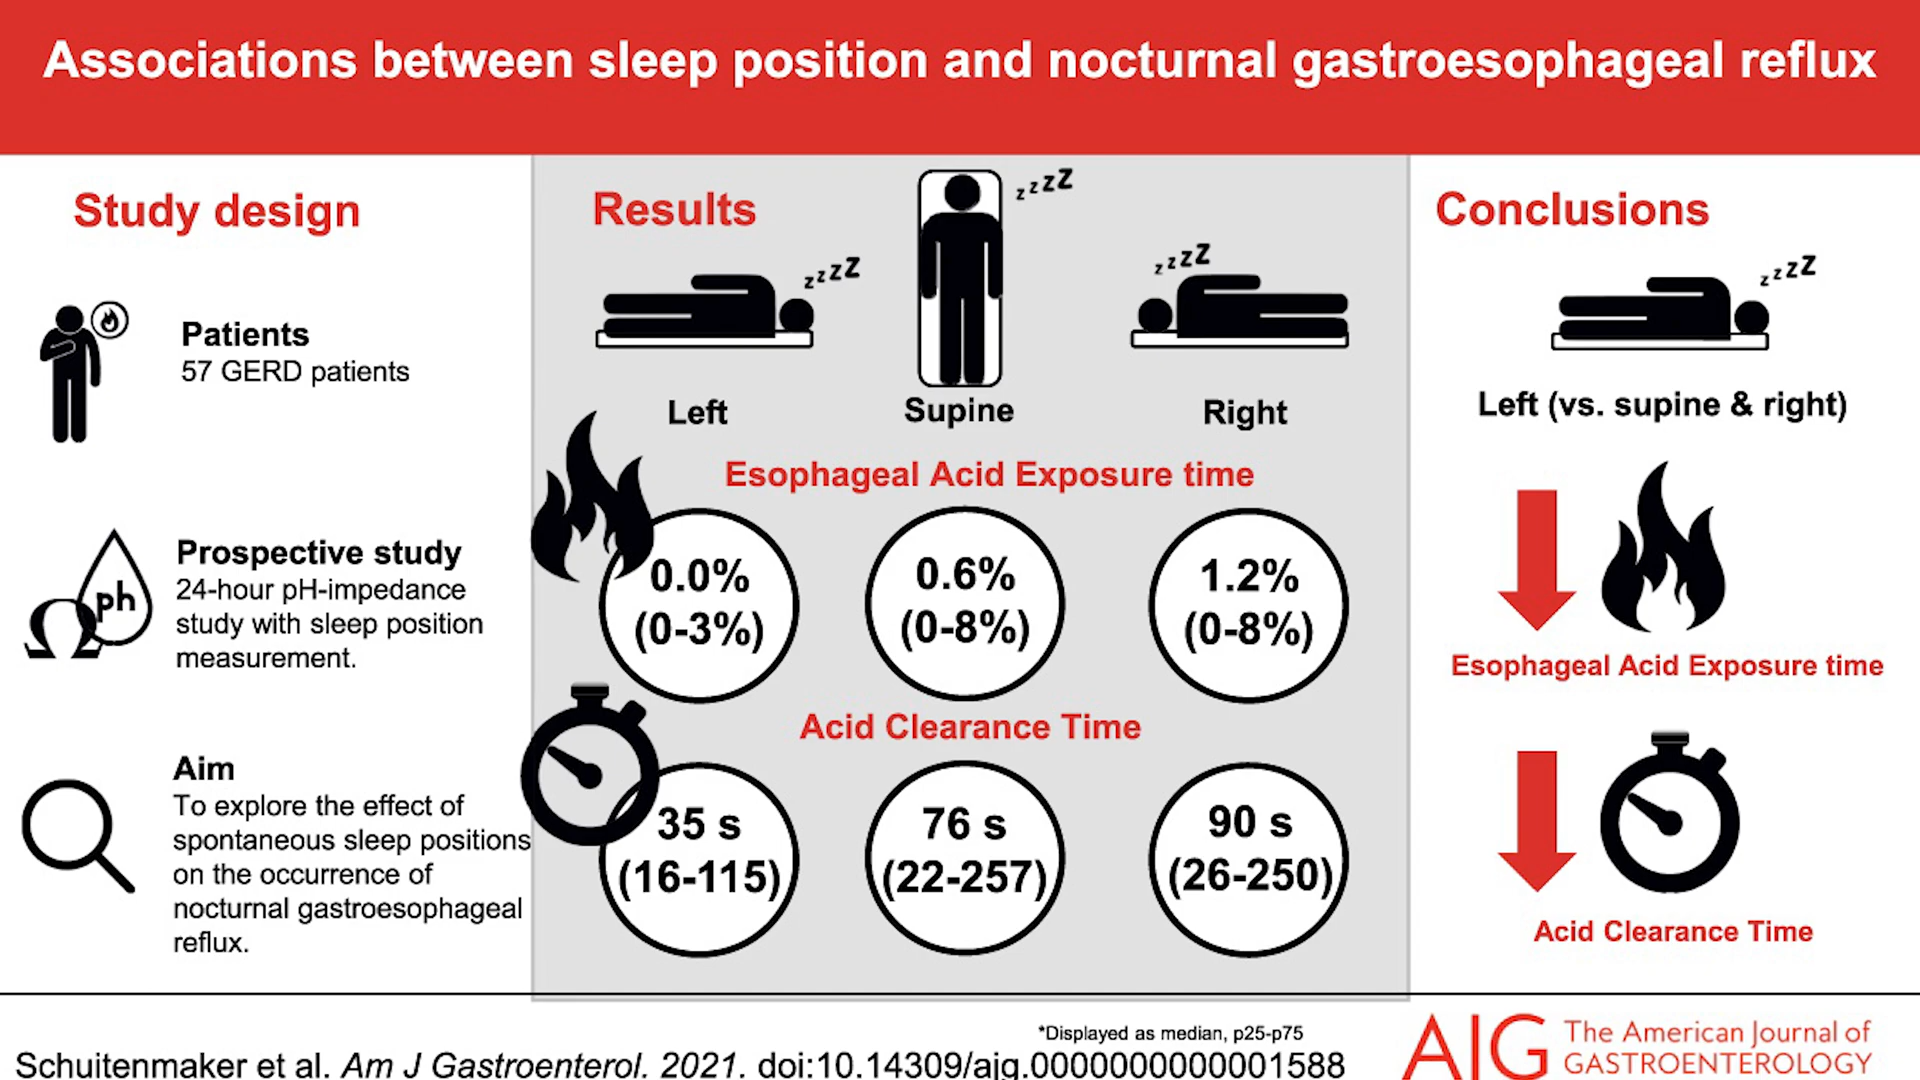 Associations between sleep position and nocturnal gastroesophageal reflux
Study design
Patients
57 GERD patients
ph
Prospective study
24-hour pH-impedance
study with sleep position
measurement.
Aim
To explore the effect of
spontaneous sleep positions
on the occurrence of
nocturnal gastroesophageal
reflux.
Results
zzzZ
zzzZ
zzzZ
Left
Supine
Right
Esophageal Acid Exposure time
0.0%
(0-3%)
0.6%
(0-8%)
1.2%
(0-8%)
Acid Clearance Time
35 s
(16-115)
76 s
(22-257)
90 s
(26-250)
Conclusions
zzzZ
Left (vs. supine & right)
Esophageal Acid Exposure time
Acid Clearance Time
*Displayed as median, p25-p75
Schuitenmaker et al. Am J Gastroenterol. 2021. doi:10.14309/ajg.0000000000001588
AJG
The American Journal of
GASTROENTEROLOGY